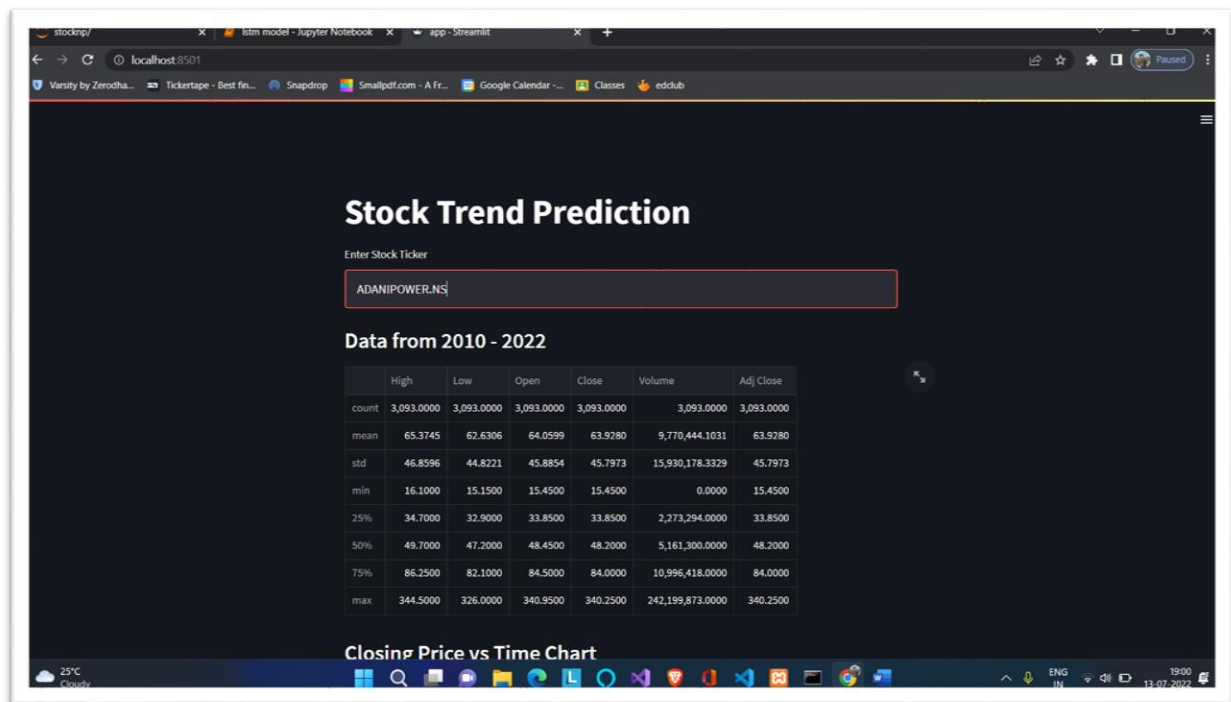 stocknp/ lstm model - Jupyter Notebook app · Streamlit
localhost:8501 Paused
Varsity by Zerodha... Tickertape - Best fin... Snapdrop Smallpdf.com - A Fr... Google Calendar -... Classes edclub
Stock Trend Prediction
Enter Stock Ticker
ADANIPOWER.NS
Data from 2010 - 2022
High Low Open Close Volume Adj Close
count 3,093.0000 3,093.0000 3,093.0000 3,093.0000 3,093.0000 3,093.0000
mean 65.3745 62.6306 64.0599 63.9280 9,770,444.1031 63.9280
std 46.8596 44.8221 45.8854 45.7973 15,930,178.3329 45.7973
min 16.1000 15.1500 15.4500 15.4500 0.0000 15.4500
25% 34.7000 32.9000 33.8500 33.8500 2,273,294.0000 33.8500
50% 49.7000 47.2000 48.4500 48.2000 5,161,300.0000 48.2000
75% 86.2500 82.1000 84.5000 84.0000 10,996,418.0000 84.0000
max 344.5000 326.0000 340.9500 340.2500 242,199,873.0000 340.2500
Closing Price vs Time Chart
25°C
Cloudy
ENG
IN
19:00
13-07-2022